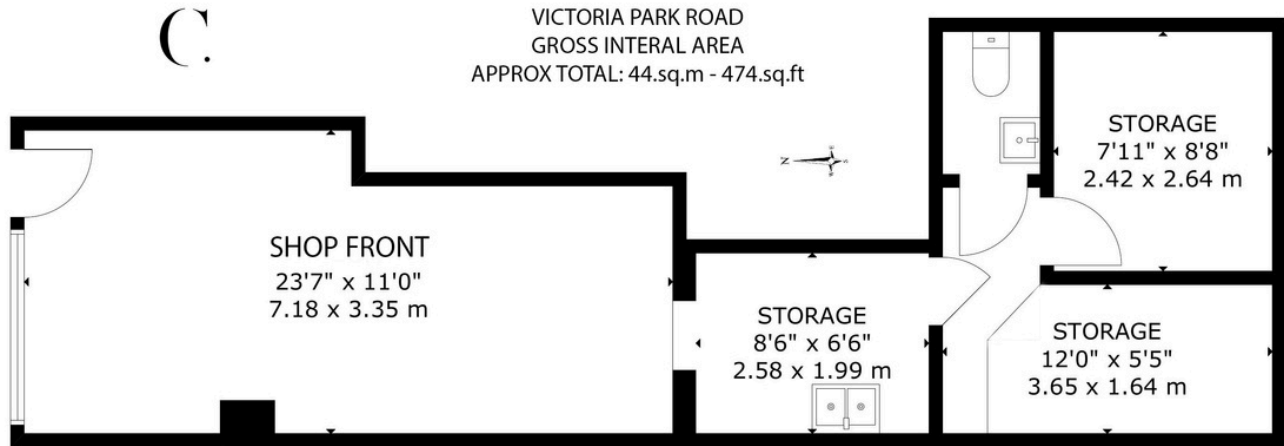 C.
VICTORIA PARK ROAD
GROSS INTERAL AREA
APPROX TOTAL: 44.sq.m - 474.sq.ft
N
SHOP FRONT
23'7" x 11'0"
7.18 x 3.35 m
STORAGE
8'6" x 6'6"
2.58 x 1.99 m
STORAGE
7'11" x 8'8"
2.42 x 2.64 m
STORAGE
12'0" x 5'5"
3.65 x 1.64 m